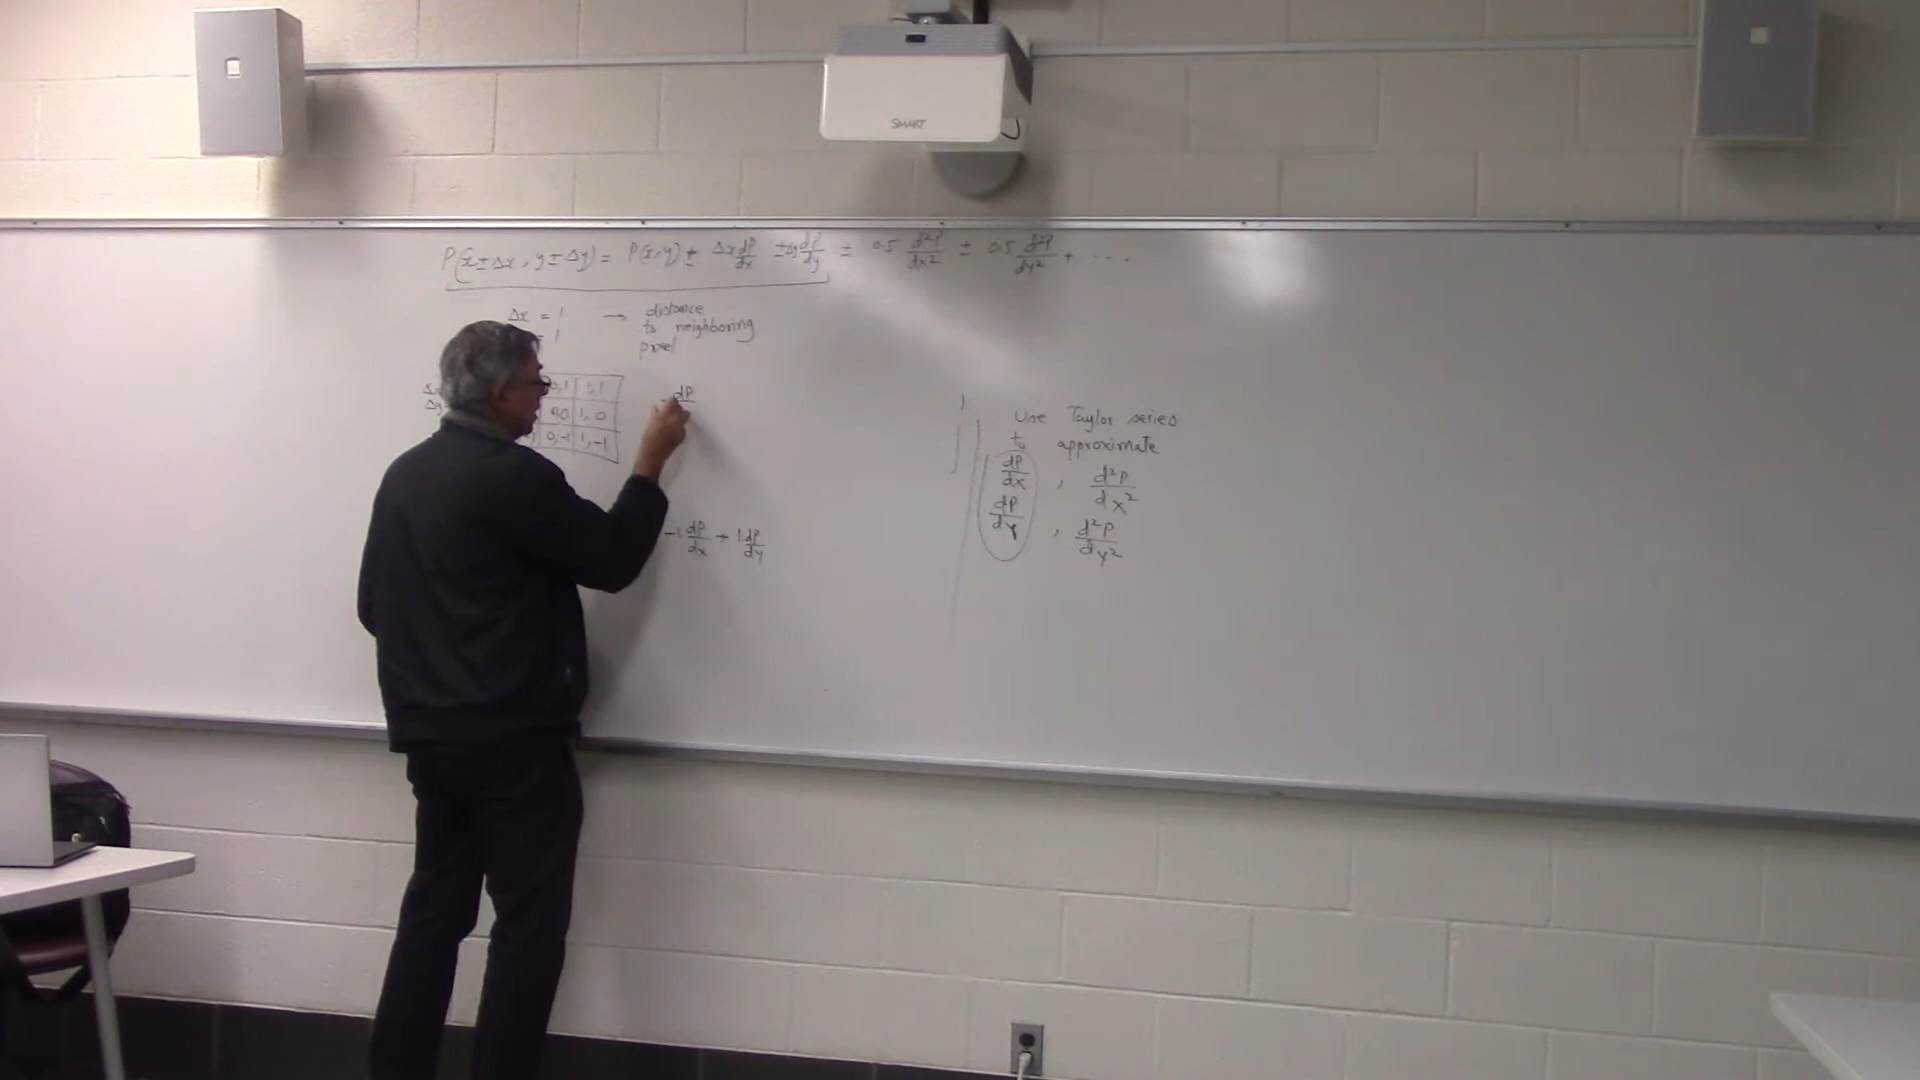 SMART
P(x±Δx, y±Δy) = P(x,y) ± Δx dP/dx ± Δy dP/dy ± 0.5 d²P/dx² ± 0.5 d²P/dy² + ...
Δx = 1 → distance
= 1 to neighboring
pixel
0,1 1,1
0,0 1,0
0,-1 1,-1
dP
-1 dP/dx + 1 dP/dy
Use Taylor series
to approximate
dP/dx , d²P/dx²
dP/dy , d²P/dy²